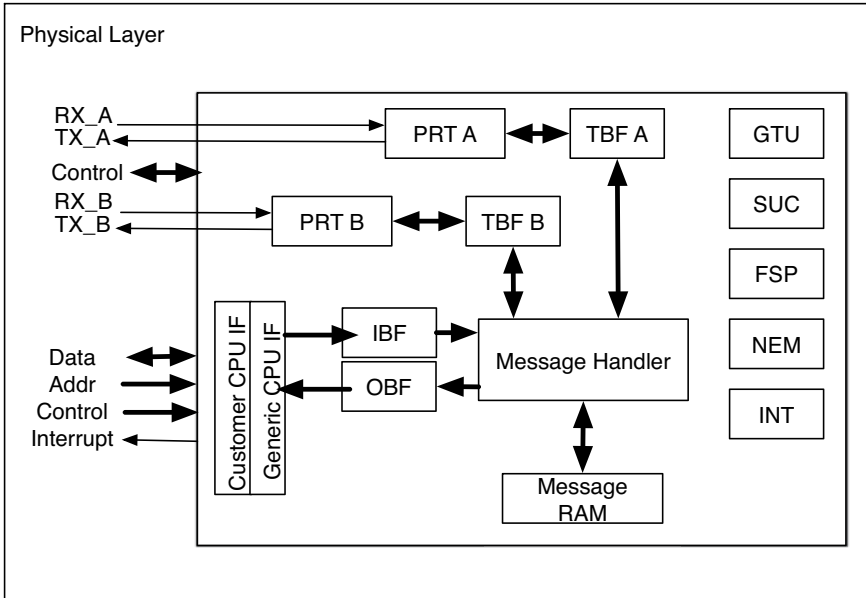 Physical Layer
RX_A
TX_A
Control
RX_B
TX_B
PRT A
TBF A
GTU
PRT B
TBF B
SUC
FSP
Data
Addr
Control
Interrupt
Customer CPU IF
Generic CPU IF
IBF
OBF
Message Handler
NEM
INT
Message
RAM